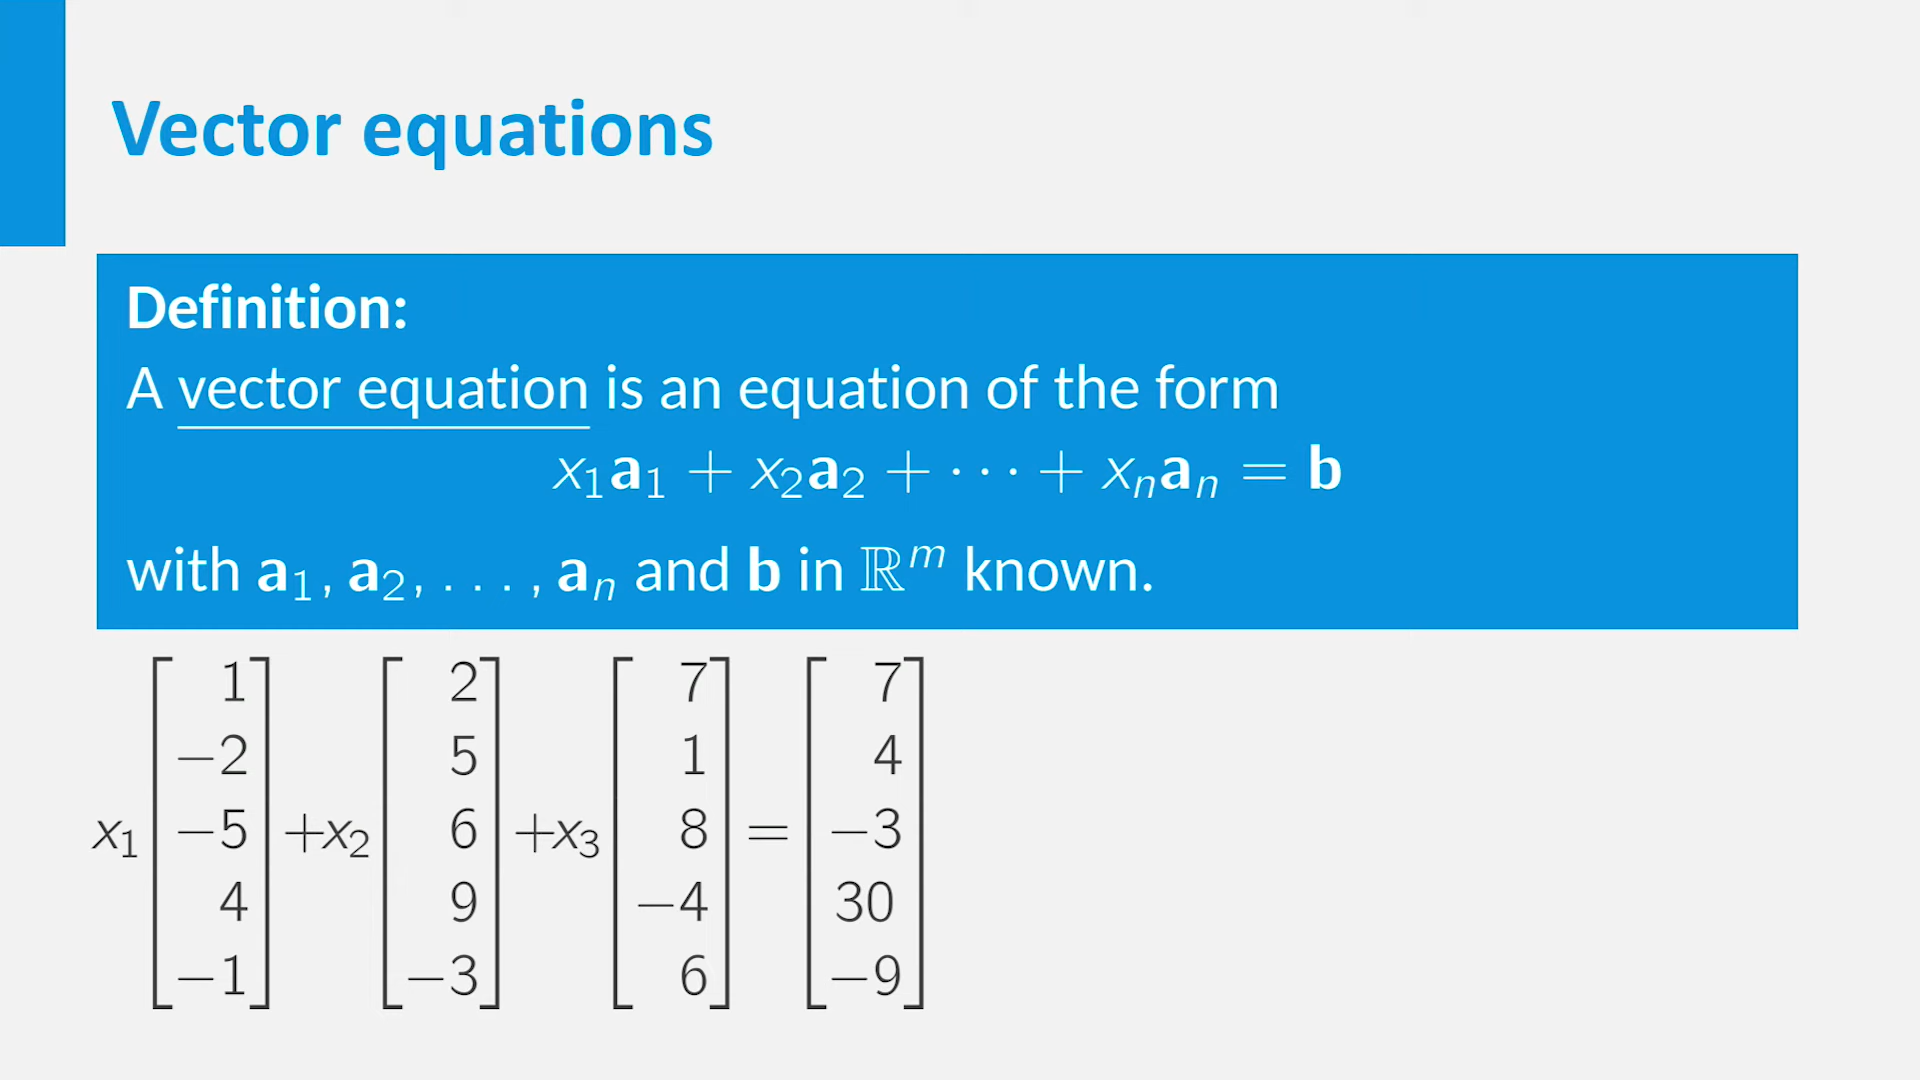 Vector equations
Definition:
A vector equation is an equation of the form
x₁a₁ + x₂a₂ + · · · + xₙaₙ = b
with a₁, a₂, . . . , aₙ and b in ℝᵐ known.
1 2 7 7
−2 5 1 4
x₁ −5 +x₂ 6 +x₃ 8 = −3
4 9 −4 30
−1 −3 6 −9